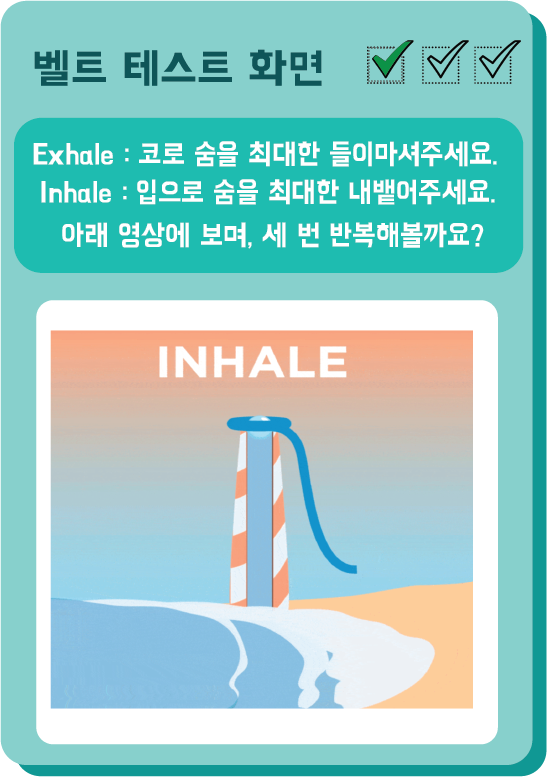 벨트 테스트 화면
Exhale : 코로 숨을 최대한 들이마셔주세요.
Inhale : 입으로 숨을 최대한 내뱉어주세요.
아래 영상에 보며, 세 번 반복해볼까요?
INHALE